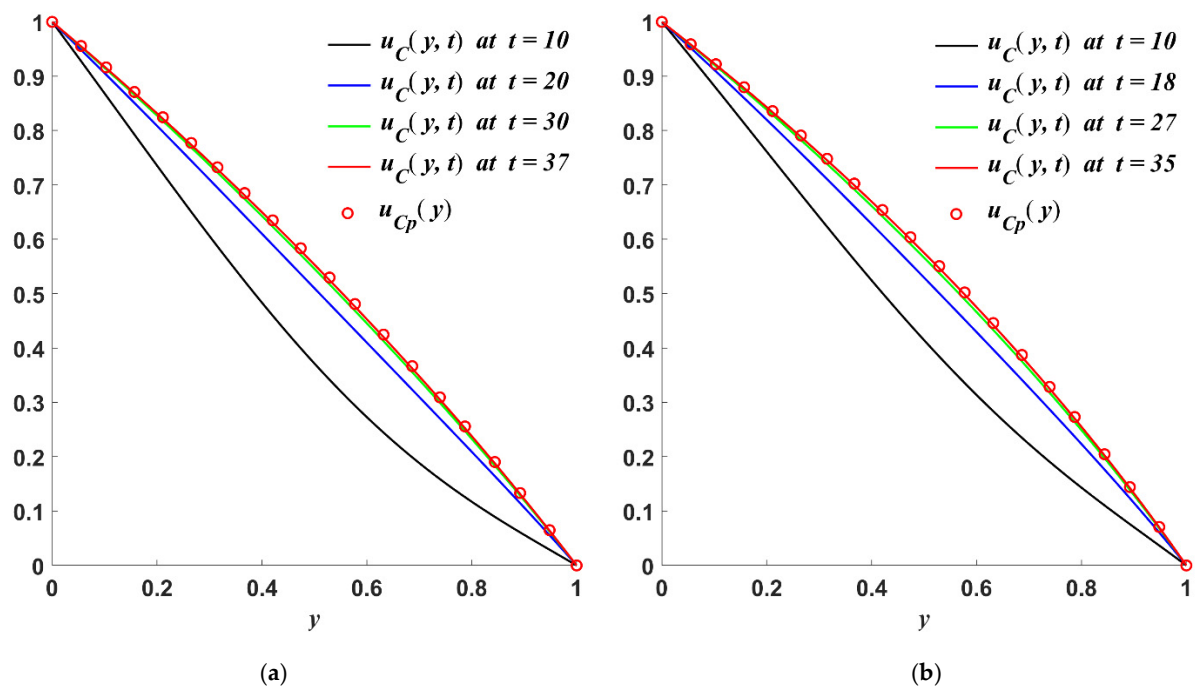 1
0.9
0.8
0.7
0.6
0.5
0.4
0.3
0.2
0.1
0
0 0.2 0.4 0.6 0.8 1
y
u_C(y, t) at t = 10
u_C(y, t) at t = 20
u_C(y, t) at t = 30
u_C(y, t) at t = 37
u_Cp(y)
(a)
1
0.9
0.8
0.7
0.6
0.5
0.4
0.3
0.2
0.1
0
0 0.2 0.4 0.6 0.8 1
y
u_C(y, t) at t = 10
u_C(y, t) at t = 18
u_C(y, t) at t = 27
u_C(y, t) at t = 35
u_Cp(y)
(b)